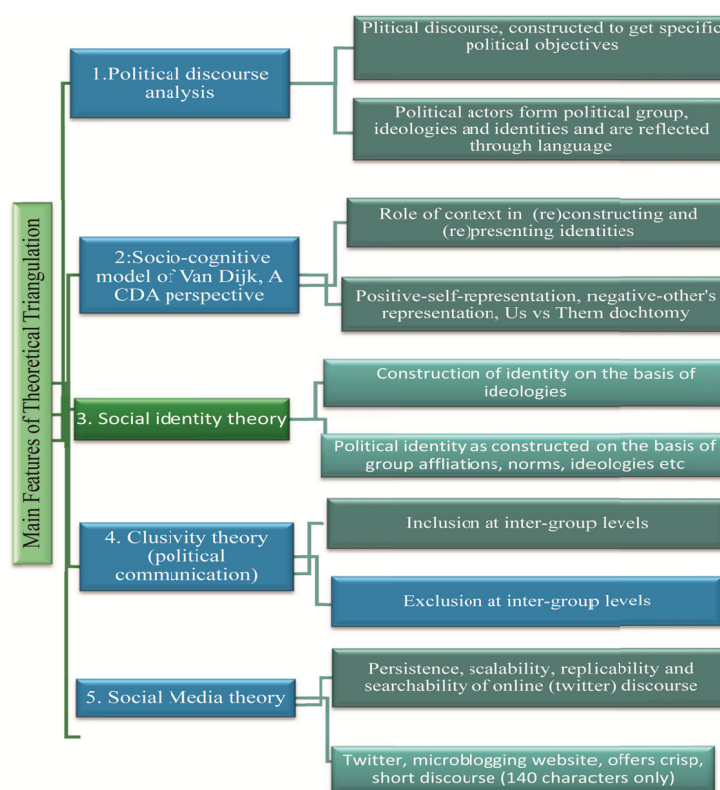 Main Features of Theoretical Triangulation
1.Political discourse
analysis
Plitical discourse, constructed to get specific
political objectives
Political actors form political group,
ideologies and identities and are reflected
through language
2:Socio-cognitive
model of Van Dijk, A
CDA perspective
Role of context in (re)constructing and
(re)presenting identities
Positive-self-representation, negative-other's
representation, Us vs Them dochtomy
3. Social identity theory
Construction of identity on the basis of
ideologies
Political identity as constructed on the basis of
group affliations, norms, ideologies etc
4. Clusivity theory
(political
communication)
Inclusion at inter-group levels
Exclusion at inter-group levels
5. Social Media theory
Persistence, scalability, replicability and
searchability of online (twitter) discourse
Twitter, microblogging website, offers crisp,
short discourse (140 characters only)